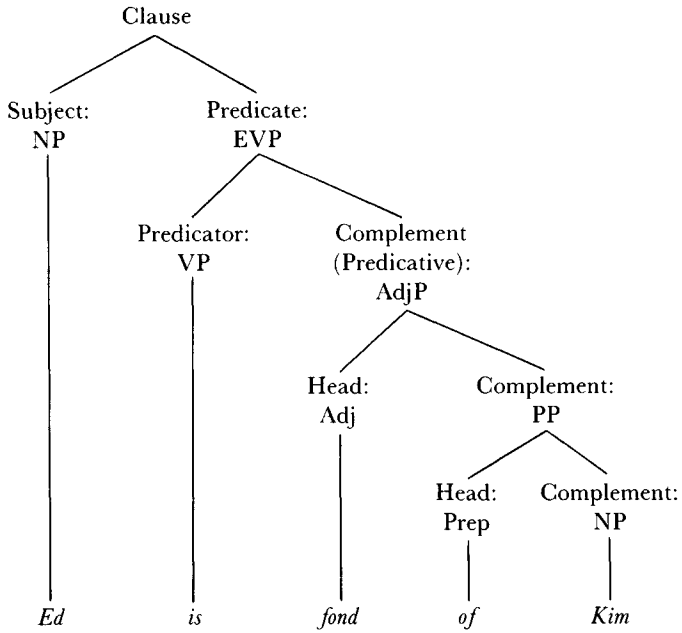 Clause
Subject: Predicate:
NP EVP
Predicator: Complement
VP (Predicative):
AdjP
Head: Complement:
Adj PP
Head: Complement:
Prep NP
Ed is fond of Kim